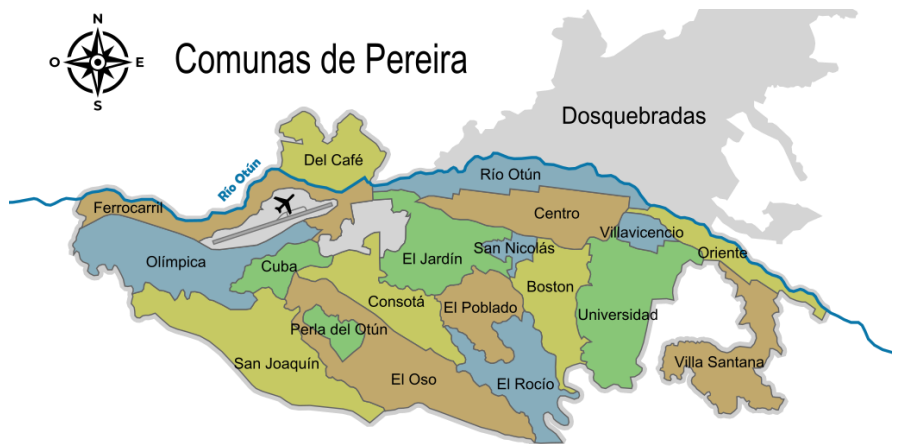 N
O
E
S
Comunas de Pereira
Dosquebradas
Del Café
Río Otún
Río Otún
Ferrocarril
Centro
Villavicencio
San Nicolás
Oriente
Olímpica
Cuba
El Jardín
Boston
Consotá
El Poblado
Universidad
Perla del Otún
San Joaquín
El Oso
El Rocío
Villa Santana